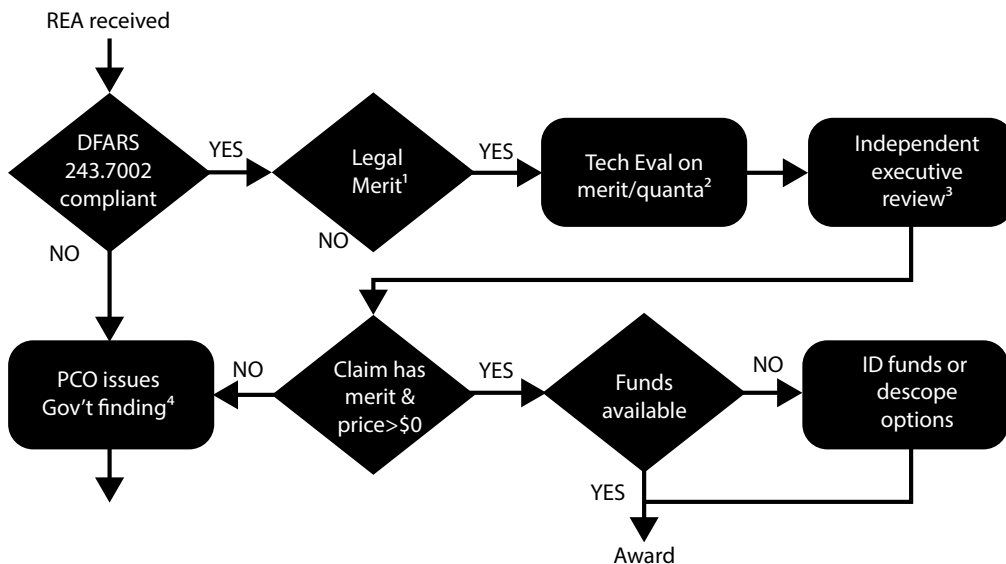 REA received
DFARS
243.7002
compliant
YES
Legal
Merit¹
YES
Tech Eval on
merit/quanta²
Independent
executive
review³
NO
NO
PCO issues
Gov't finding⁴
NO
Claim has
merit &
price>$0
YES
Funds
available
NO
ID funds or
descope
options
YES
Award